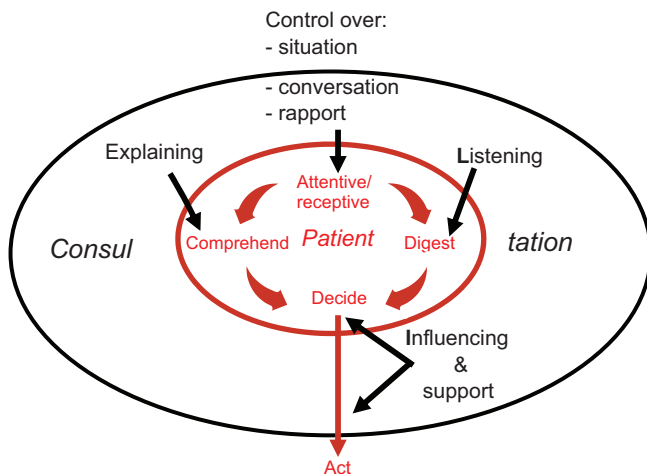 Control over:
- situation
- conversation
- rapport
Explaining
Listening
Attentive/
receptive
Consul
Comprehend
Patient
Digest
tation
Decide
Influencing
&
support
Act